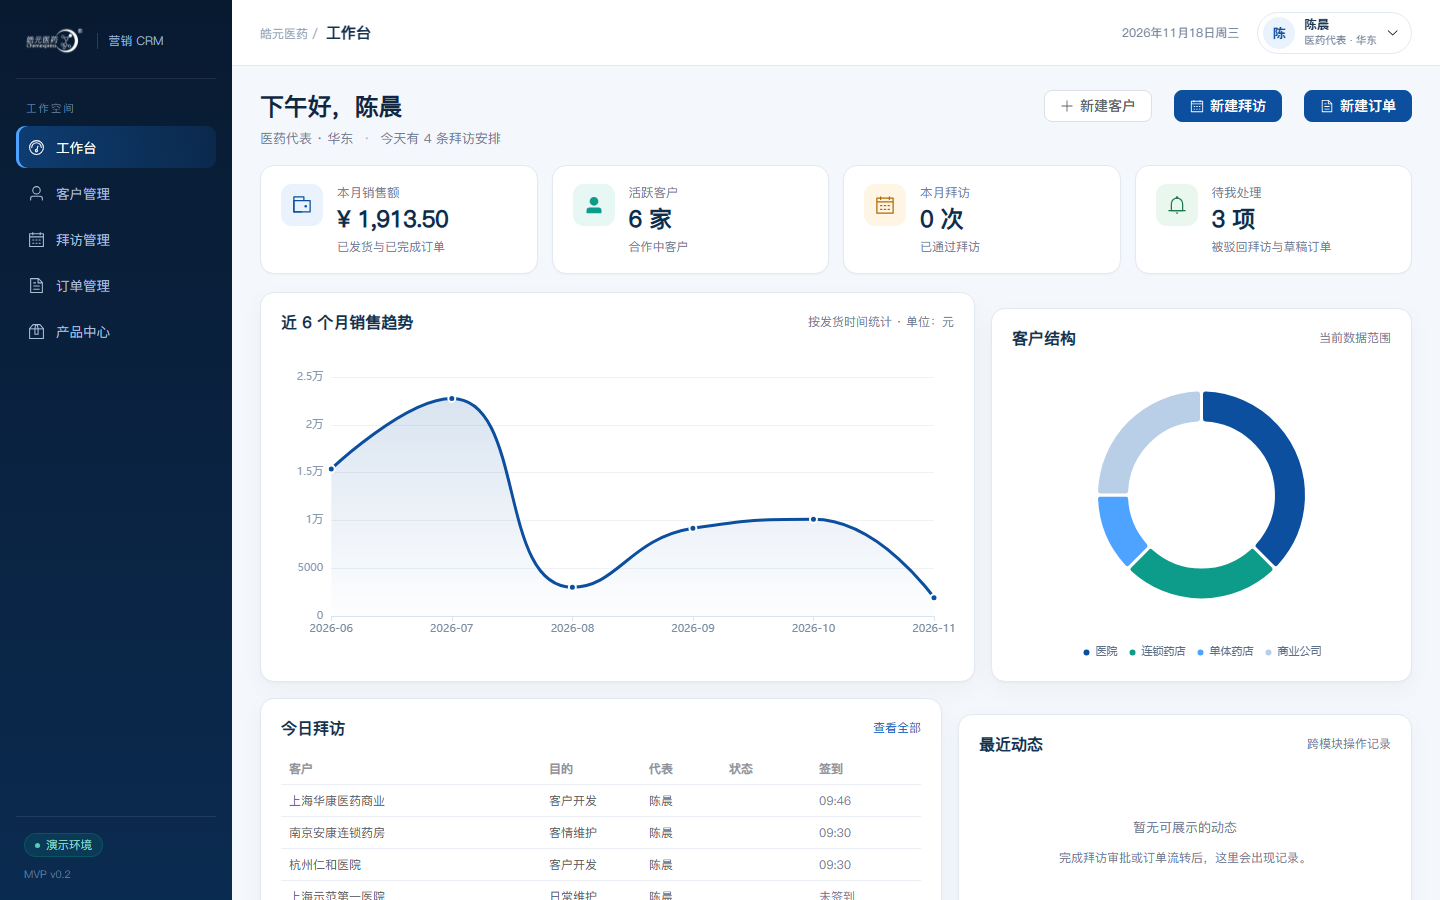 皓元医药
Chemexpress
营销 CRM
工作空间
工作台
客户管理
拜访管理
订单管理
产品中心
演示环境
MVP v0.2
皓元医药 / 工作台
2026年11月18日周三
陈
陈晨
医药代表 · 华东
下午好，陈晨
医药代表 · 华东 · 今天有 4 条拜访安排
新建客户
新建拜访
新建订单
本月销售额
¥ 1,913.50
已发货与已完成订单
活跃客户
6 家
合作中客户
本月拜访
0 次
已通过拜访
待我处理
3 项
被驳回拜访与草稿订单
近 6 个月销售趋势
按发货时间统计 · 单位：元
2.5万
2万
1.5万
1万
5000
0
2026-06 2026-07 2026-08 2026-09 2026-10 2026-11
客户结构
当前数据范围
医院 连锁药店 单体药店 商业公司
今日拜访
查看全部
客户 目的 代表 状态 签到
上海华康医药商业 客户开发 陈晨 09:46
南京安康连锁药房 客情维护 陈晨 09:30
杭州仁和医院 客户开发 陈晨 09:30
上海示范第一医院 日常维护 陈晨 未签到
最近动态
跨模块操作记录
暂无可展示的动态
完成拜访审批或订单流转后，这里会出现记录。